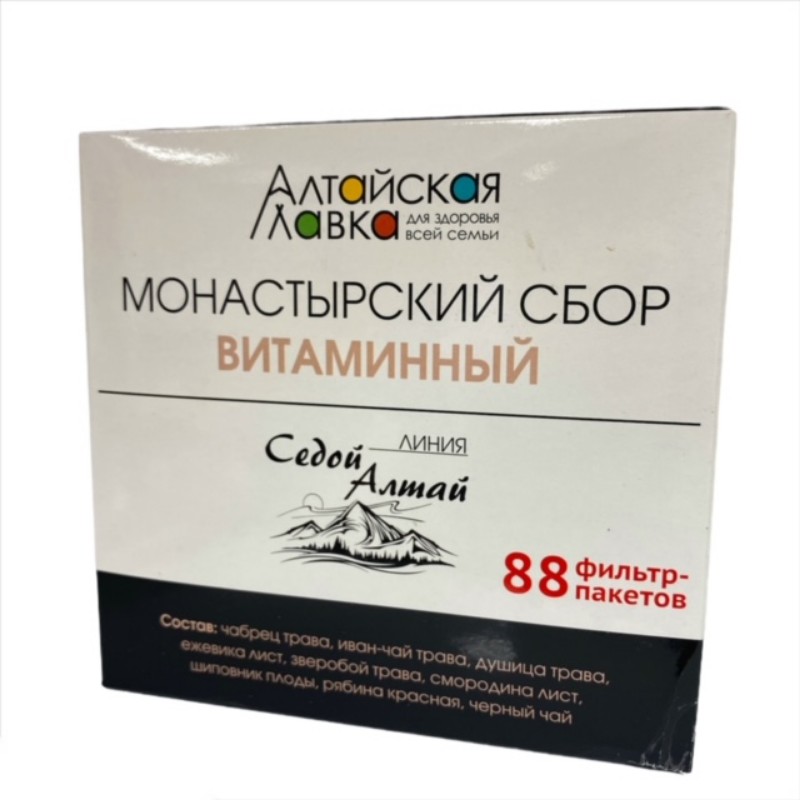 АЛТАЙСКАЯ
ЛАВКА
для здоровья
всей семьи
МОНАСТЫРСКИЙ СБОР
ВИТАМИННЫЙ
ЛИНИЯ
Седой
Алтай
88 фильтр-
пакетов
Состав: чабрец трава, иван-чай трава, душица трава,
ежевика лист, зверобой трава, смородина лист,
шиповник плоды, рябина красная, черный чай